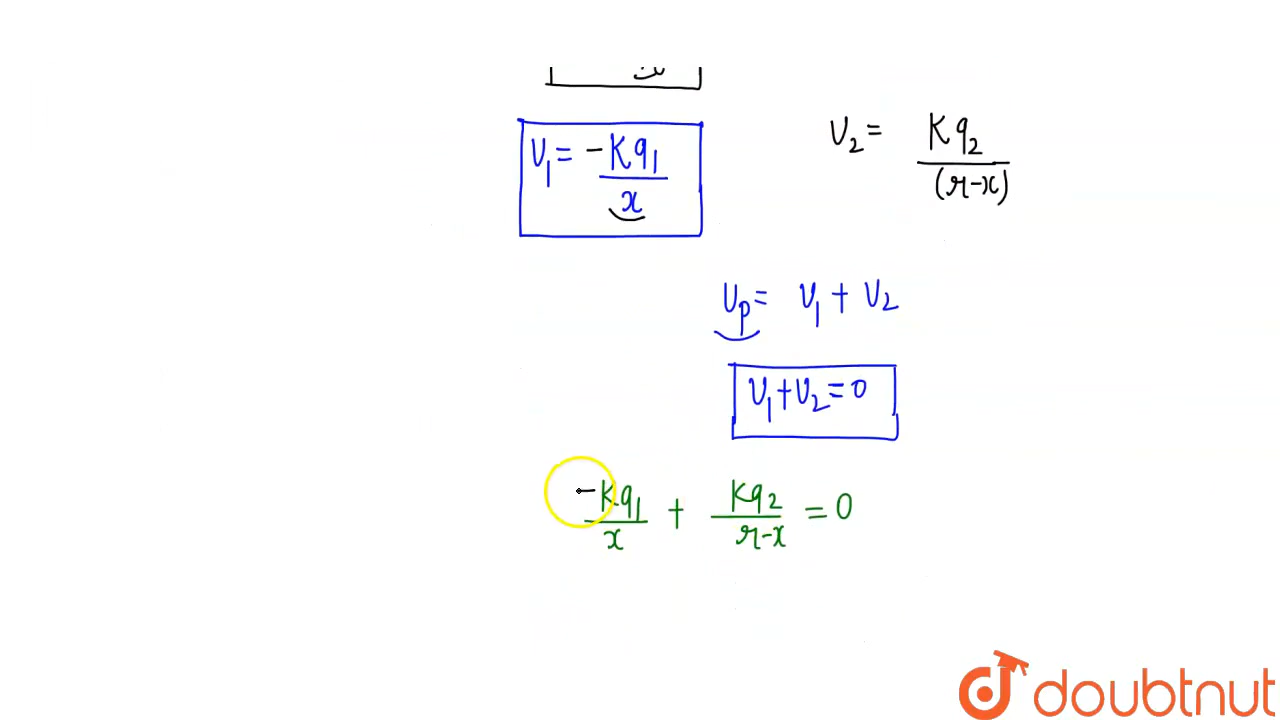 V₁ = -Kq₁/x
V₂ = Kq₂/(r-x)
Vp = V₁ + V₂
V₁+V₂=0
-Kq₁/x + Kq₂/r-x = 0
doubtnut